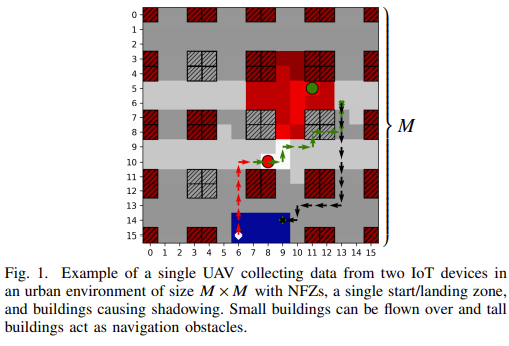 0
1
2
3
4
5
6
7
8
9
10
11
12
13
14
15
M
0 1 2 3 4 5 6 7 8 9 10 11 12 13 14 15
Fig. 1. Example of a single UAV collecting data from two IoT devices in
an urban environment of size M × M with NFZs, a single start/landing zone,
and buildings causing shadowing. Small buildings can be flown over and tall
buildings act as navigation obstacles.